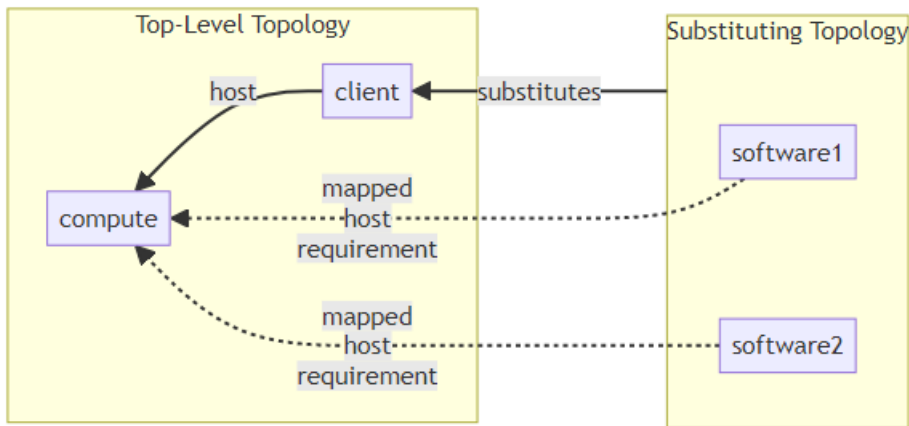 Top-Level Topology
Substituting Topology
host
client
substitutes
software1
mapped
host
requirement
compute
mapped
host
requirement
software2